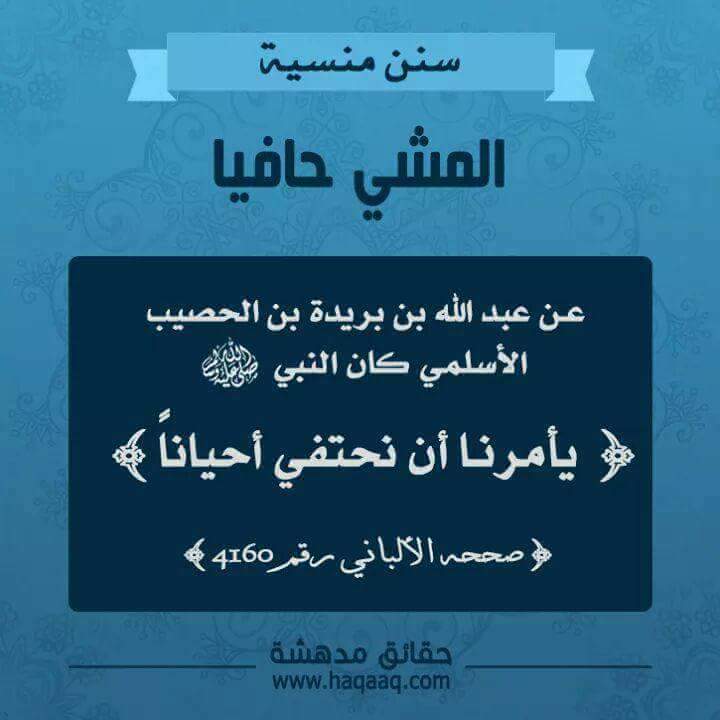 سنن منسية
المشي حافيا
عن عبد الله بن بريدة بن الحصيب
الأسلمي كان النبي ﷺ
﴿ يأمرنا أن نحتفي أحياناً ﴾
﴿ صححه الألباني رقم 4160 ﴾
حقائق مدهشة
www.haqaaq.com